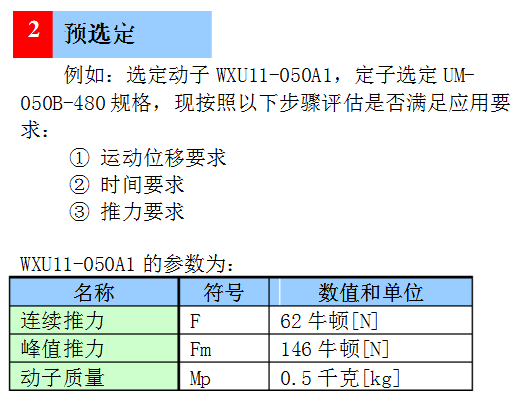 2 预选定
例如：选定动子 WXU11-050A1，定子选定 UM-
050B-480 规格，现按照以下步骤评估是否满足应用要
求：
① 运动位移要求
② 时间要求
③ 推力要求
WXU11-050A1 的参数为：
名称 符号 数值和单位
连续推力 F 62 牛顿[N]
峰值推力 Fm 146 牛顿[N]
动子质量 Mp 0.5 千克[kg]